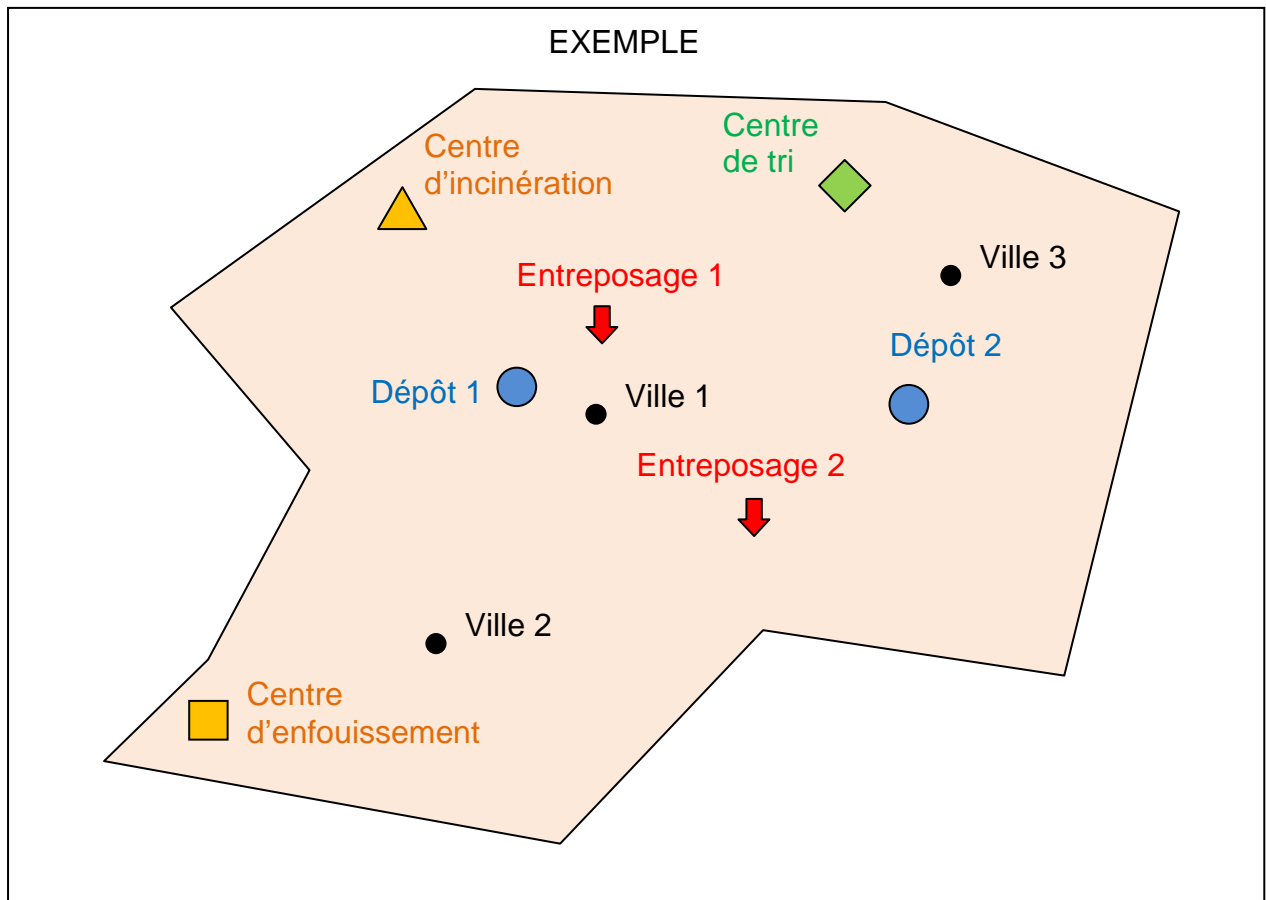 EXEMPLE
Centre
de tri
Centre
d’incinération
Ville 3
Entreposage 1
Dépôt 2
Dépôt 1
Ville 1
Entreposage 2
Ville 2
Centre
d’enfouissement